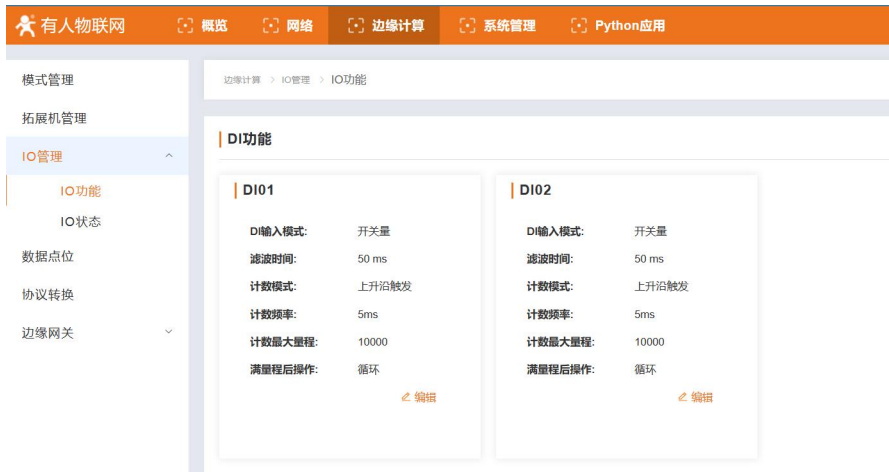 有人物联网 概览 网络 边缘计算 系统管理 Python应用
模式管理
拓展机管理
IO管理
IO功能
IO状态
数据点位
协议转换
边缘网关
边缘计算 > IO管理 > IO功能
DI功能
DI01
DI输入模式: 开关量
滤波时间: 50 ms
计数模式: 上升沿触发
计数频率: 5ms
计数最大量程: 10000
满量程后操作: 循环
编辑
DI02
DI输入模式: 开关量
滤波时间: 50 ms
计数模式: 上升沿触发
计数频率: 5ms
计数最大量程: 10000
满量程后操作: 循环
编辑